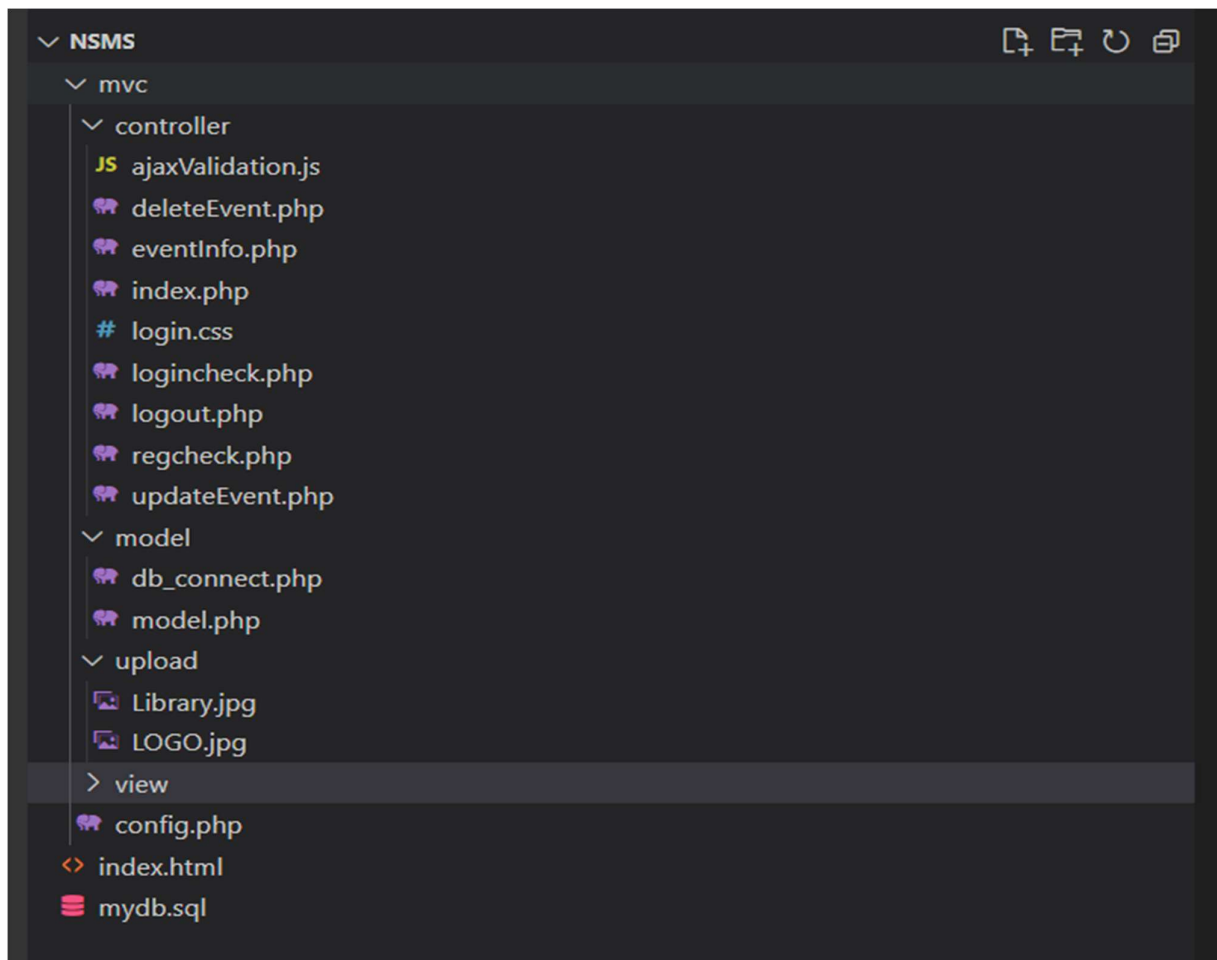 NSMS
mvc
controller
JS ajaxValidation.js
deleteEvent.php
eventInfo.php
index.php
# login.css
logincheck.php
logout.php
regcheck.php
updateEvent.php
model
db_connect.php
model.php
upload
Library.jpg
LOGO.jpg
view
config.php
<> index.html
mydb.sql